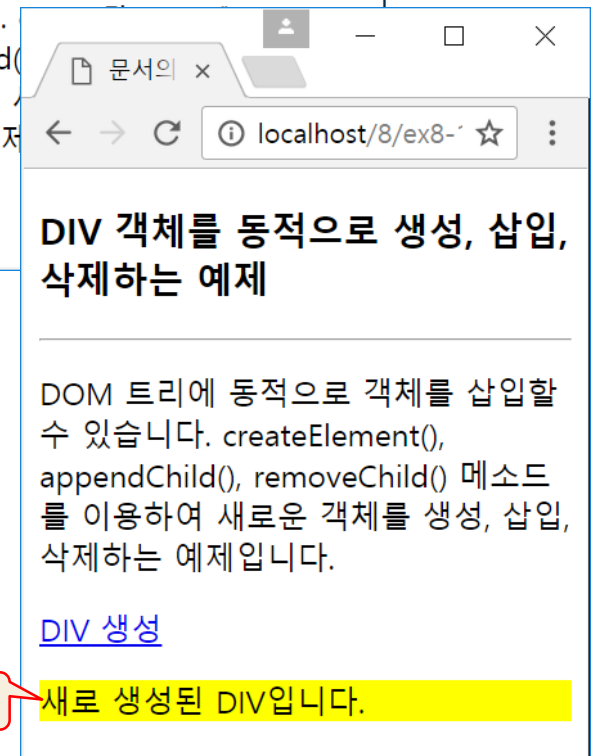 문서의
localhost/8/ex8-
DIV 객체를 동적으로 생성, 삽입,
삭제하는 예제
DOM 트리에 동적으로 객체를 삽입할
수 있습니다. createElement(),
appendChild(), removeChild() 메소드
를 이용하여 새로운 객체를 생성, 삽입,
삭제하는 예제입니다.
DIV 생성
새로 생성된 DIV입니다.